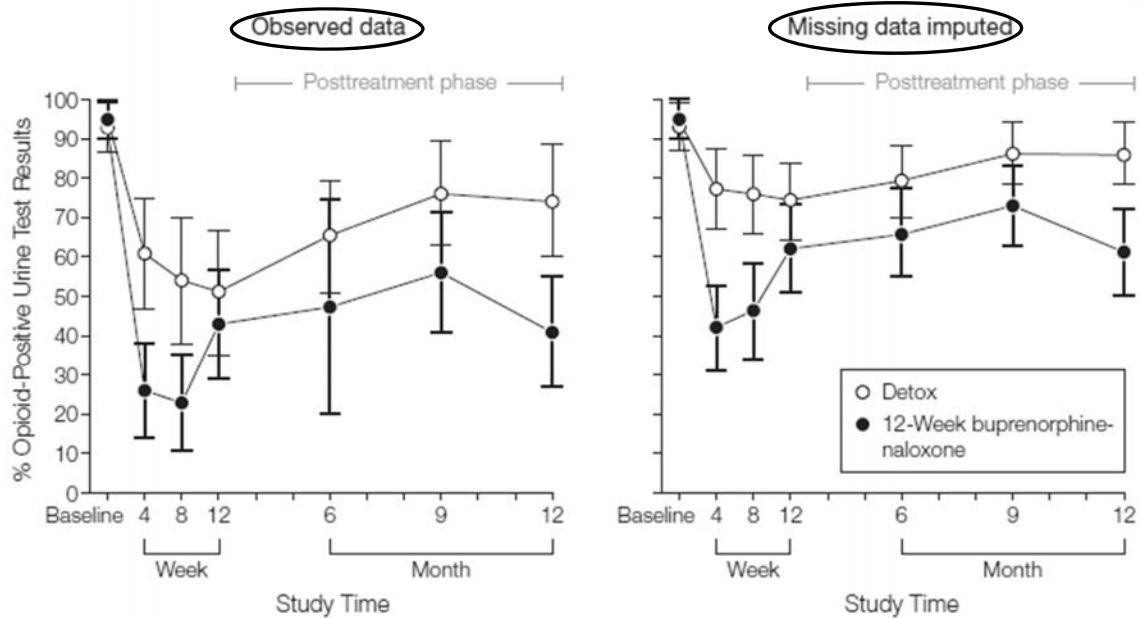 Observed data
Missing data imputed
Posttreatment phase
Posttreatment phase
% Opioid-Positive Urine Test Results
100
90
80
70
60
50
40
30
20
10
0
Baseline 4 8 12 6 9 12
Week Month
Study Time
Detox
12-Week buprenorphine-
naloxone
Baseline 4 8 12 6 9 12
Week Month
Study Time